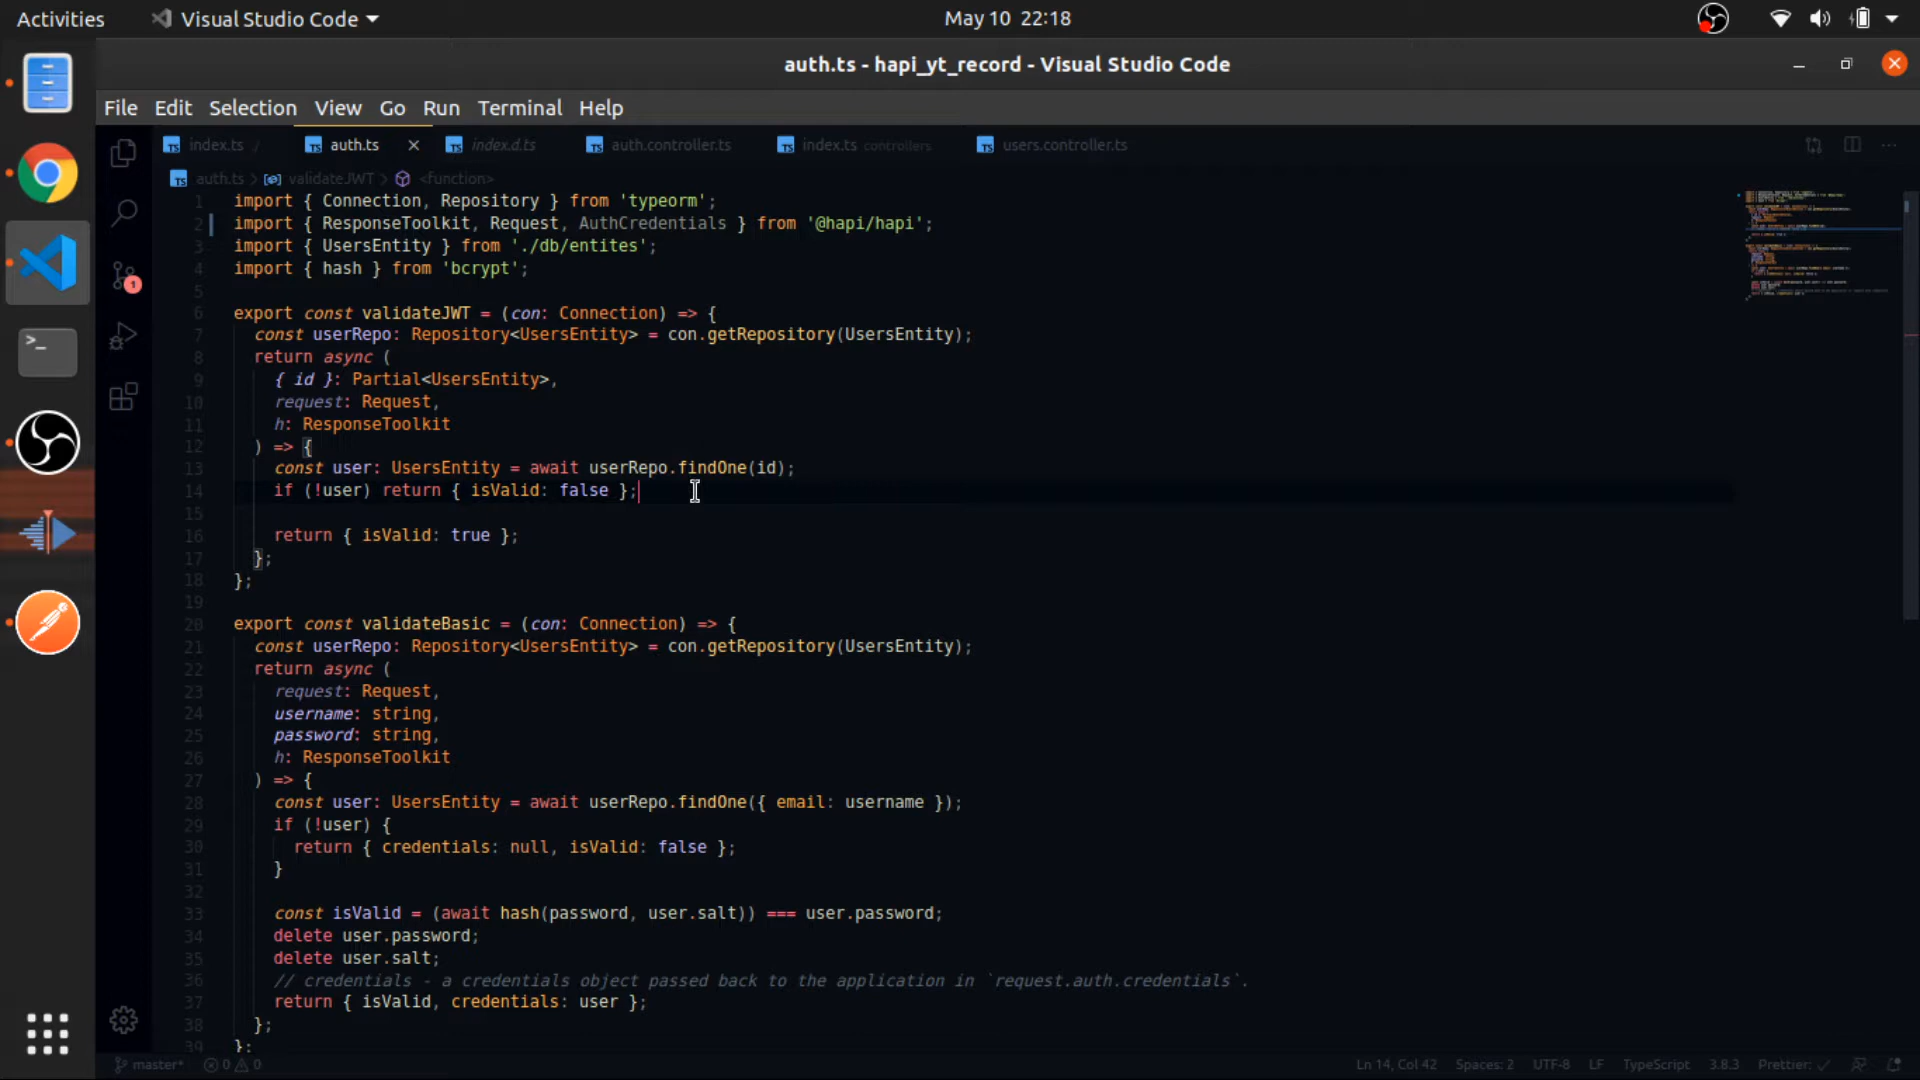 Activities
Visual Studio Code
May 10 22:18
auth.ts - hapi_yt_record - Visual Studio Code
File Edit Selection View Go Run Terminal Help
TS index.ts /
TS auth.ts
TS index.d.ts
TS auth.controller.ts
TS index.ts controllers
TS users.controller.ts
TS auth.ts > validateJWT > <function>
1 import { Connection, Repository } from 'typeorm';
2 import { ResponseToolkit, Request, AuthCredentials } from '@hapi/hapi';
3 import { UsersEntity } from './db/entites';
4 import { hash } from 'bcrypt';
5
6 export const validateJWT = (con: Connection) => {
7 const userRepo: Repository<UsersEntity> = con.getRepository(UsersEntity);
8 return async (
9 { id }: Partial<UsersEntity>,
10 request: Request,
11 h: ResponseToolkit
12 ) => {
13 const user: UsersEntity = await userRepo.findOne(id);
14 if (!user) return { isValid: false };
15
16 return { isValid: true };
17 };
18 };
19
20 export const validateBasic = (con: Connection) => {
21 const userRepo: Repository<UsersEntity> = con.getRepository(UsersEntity);
22 return async (
23 request: Request,
24 username: string,
25 password: string,
26 h: ResponseToolkit
27 ) => {
28 const user: UsersEntity = await userRepo.findOne({ email: username });
29 if (!user) {
30 return { credentials: null, isValid: false };
31 }
32
33 const isValid = (await hash(password, user.salt)) === user.password;
34 delete user.password;
35 delete user.salt;
36 // credentials - a credentials object passed back to the application in `request.auth.credentials`.
37 return { isValid, credentials: user };
38 };
39 };
1
master* 0 0
Ln 14, Col 42 Spaces: 2 UTF-8 LF TypeScript 3.8.3 Prettier: ✓